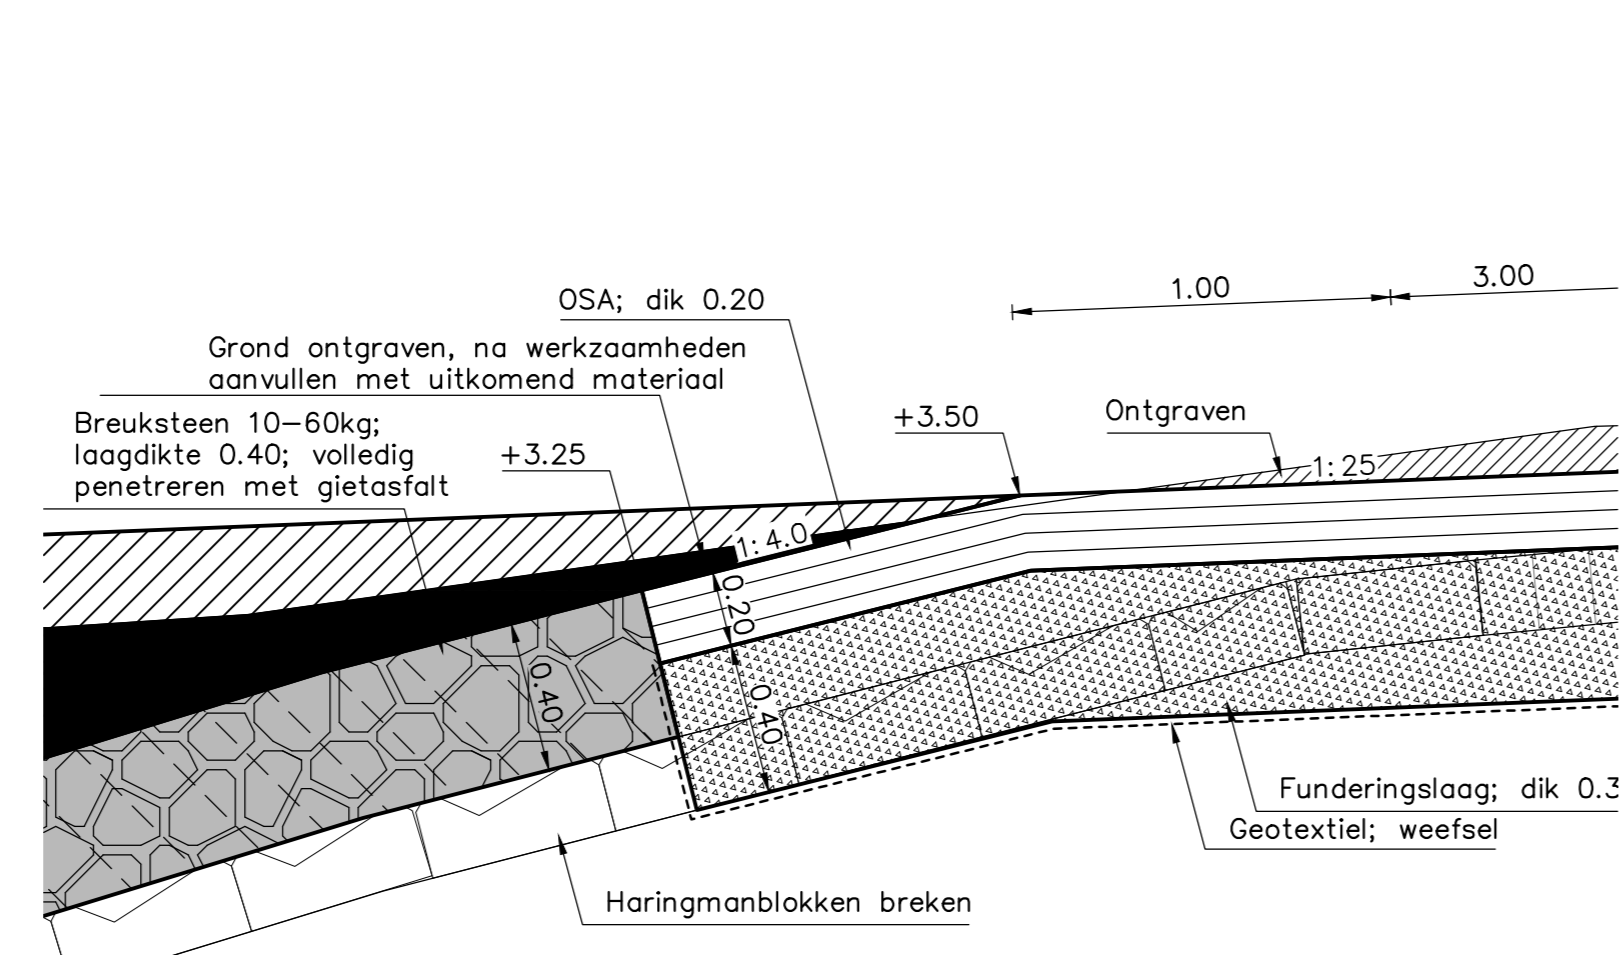 1.00
3.00
OSA; dik 0.20
Grond ontgraven, na werkzaamheden
aanvullen met uitkomend materiaal
Breuksteen 10-60kg;
laagdikte 0.40; volledig
penetreren met gietasfalt
+3.25
+3.50
Ontgraven
1:25
1:4.0
0.20
0.40
0.40
Funderingslaag; dik 0.3
Geotextiel; weefsel
Haringmanblokken breken